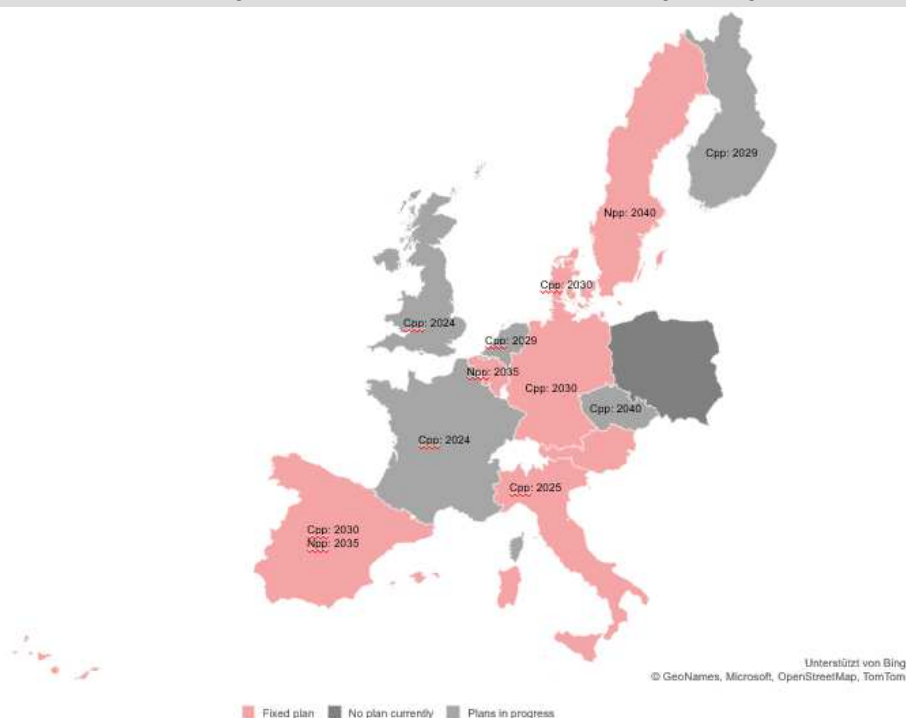 Cpp: 2029
Npp: 2040
Cpp: 2030
Cpp: 2024
Cpp: 2029
Npp: 2035
Cpp: 2030
Cpp: 2040
Cpp: 2024
Cpp: 2025
Cpp: 2030
Npp: 2035
Unterstützt von Bing
© GeoNames, Microsoft, OpenStreetMap, TomTom
Fixed plan No plan currently Plans in progress